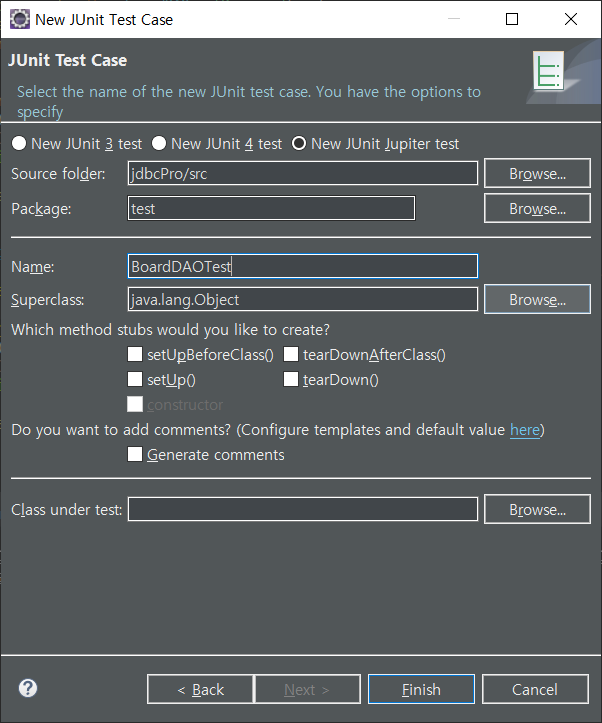 New JUnit Test Case
JUnit Test Case
Select the name of the new JUnit test case. You have the options to
specify
New JUnit 3 test New JUnit 4 test New JUnit Jupiter test
Source folder: jdbcPro/src Browse...
Package: test Browse...
Name: BoardDAOTest
Superclass: java.lang.Object Browse...
Which method stubs would you like to create?
setUpBeforeClass() tearDownAfterClass()
setUp() tearDown()
constructor
Do you want to add comments? (Configure templates and default value here)
Generate comments
Class under test: Browse...
? < Back Next > Finish Cancel